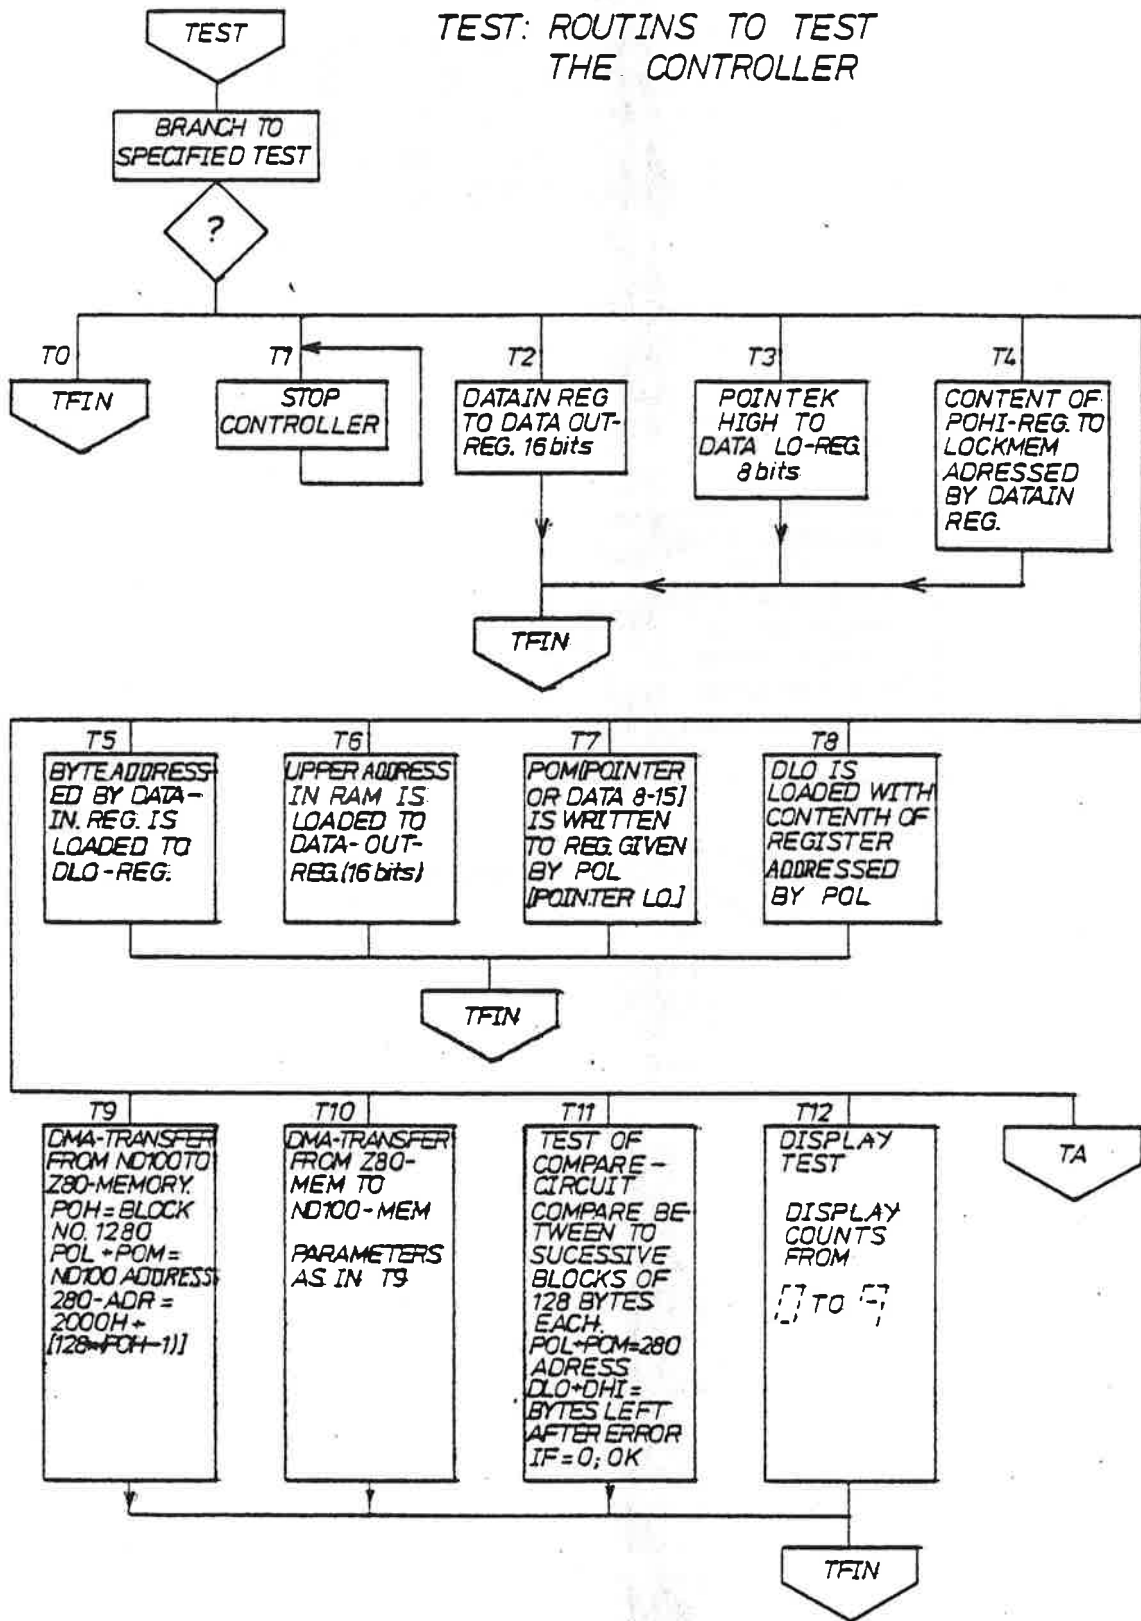 TEST
TEST: ROUTINS TO TEST
THE CONTROLLER
BRANCH TO
SPECIFIED TEST
?
T0
TFIN
T1
STOP
CONTROLLER
T2
DATAIN REG
TO DATA OUT-
REG. 16 bits
T3
POINTEK
HIGH TO
DATA LO-REG
8 bits
T4
CONTENT OF
POHI-REG. TO
LOCKMEM
ADRESSED
BY DATAIN
REG.
TFIN
T5
BYTE ADDRESS-
ED BY DATA-
IN. REG. IS
LOADED TO
DLO-REG.
T6
UPPER ADDRESS
IN RAM IS
LOADED TO
DATA-OUT-
REG.(16 bits)
T7
POM[POINTER
OR DATA 8-15]
IS WRITTEN
TO REG. GIVEN
BY POL
[POINTER LO.]
T8
DLO IS
LOADED WITH
CONTENTH OF
REGISTER
ADDRESSED
BY POL
TFIN
T9
DMA-TRANSFER
FROM ND100 TO
Z80-MEMORY.
POH = BLOCK
NO. 1280
POL + POM =
ND100 ADDRESS
280-ADR =
2000H +
[128*POH-1)]
T10
DMA-TRANSFER
FROM Z80-
MEM TO
ND100-MEM
PARAMETERS
AS IN T9
T11
TEST OF
COMPARE-
CIRCUIT
COMPARE BE-
TWEEN TO
SUCESSIVE
BLOCKS OF
128 BYTES
EACH.
POL+POM=280
ADRESS
DLO+DHI =
BYTES LEFT
AFTER ERROR
IF = 0; OK
T12
DISPLAY
TEST
DISPLAY
COUNTS
FROM
0 TO 9
TA
TFIN